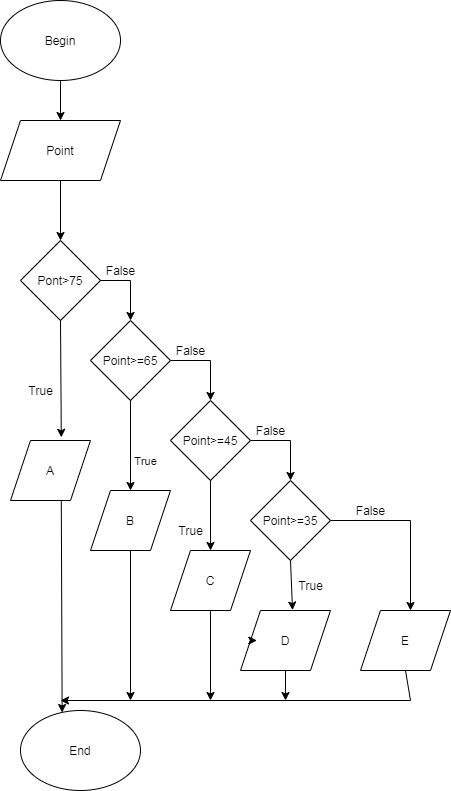 Begin
Point
Pont>75
False
Point>=65
False
True
Point>=45
False
A
True
Point>=35
False
B
True
C
True
D
E
End